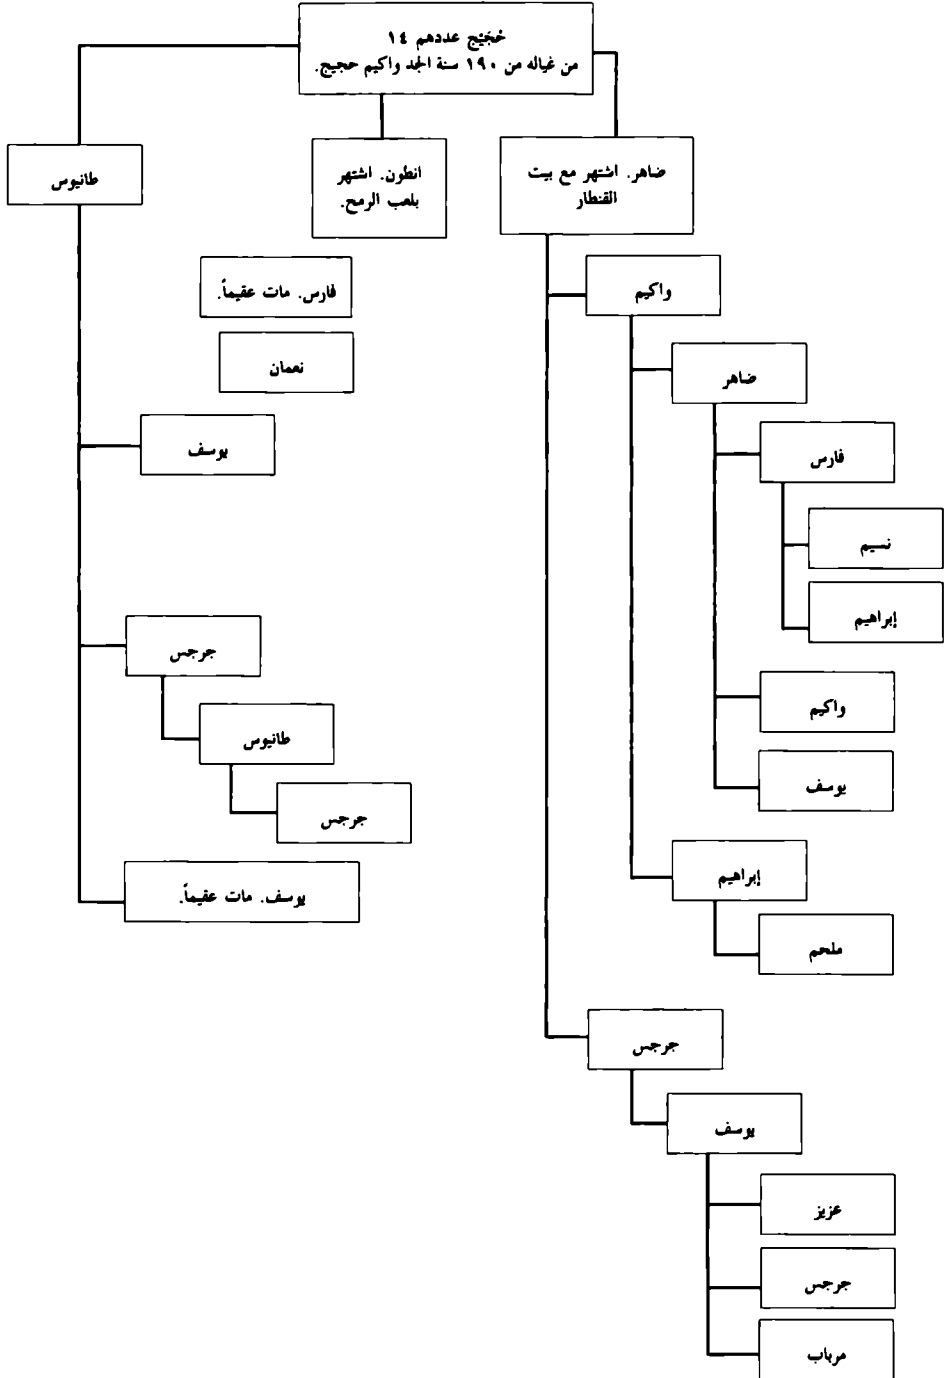 حُجَيْج عددهم ١٤
من غباله من ١٩٠ سنة الجد واكيم حجيج.
ضاهر. اشتهر مع بيت
القنطار
انطون. اشتهر
بلعب الرمح.
طانيوس
واكيم
ضاهر
فارس
نسيم
إبراهيم
واكيم
يوسف
إبراهيم
ملحم
جرجس
يوسف
عزيز
جرجس
مرباب
فارس. مات عقيماً.
نعمان
يوسف
جرجس
طانيوس
جرجس
يوسف. مات عقيماً.